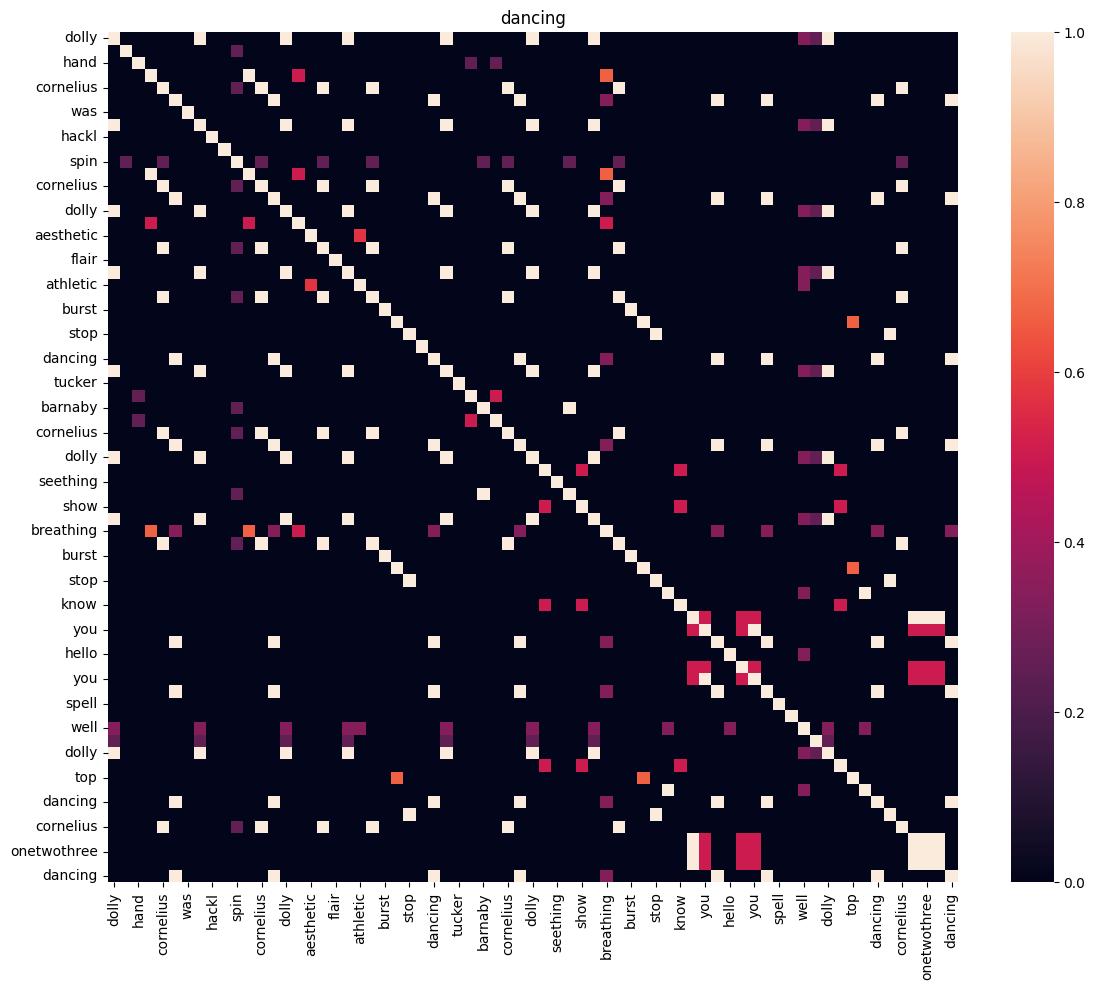 dancing
dolly
hand
cornelius
was
hackl
spin
cornelius
dolly
aesthetic
flair
athletic
burst
stop
dancing
tucker
barnaby
cornelius
dolly
seething
show
breathing
burst
stop
know
you
hello
you
spell
well
dolly
top
dancing
cornelius
onetwothree
dancing
dolly
hand
cornelius
was
hackl
spin
cornelius
dolly
aesthetic
flair
athletic
burst
stop
dancing
tucker
barnaby
cornelius
dolly
seething
show
breathing
burst
stop
know
you
hello
you
spell
well
dolly
top
dancing
cornelius
onetwothree
dancing
1.0
0.8
0.6
0.4
0.2
0.0